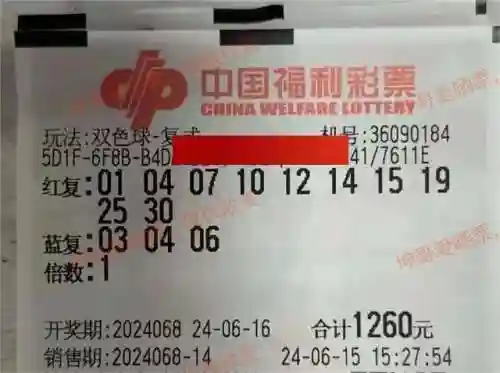 中国福利彩票
CHINA WELFARE LOTTERY
玩法:双色球-复式 机号:36090184
5D1F-6F8B-B4D 41/7611E
红复:01 04 07 10 12 14 15 19
25 30
蓝复:03 04 06
倍数:1
开奖期:2024068 24-06-16 合计1260元
销售期:2024068-14 24-06-15 15:27:54